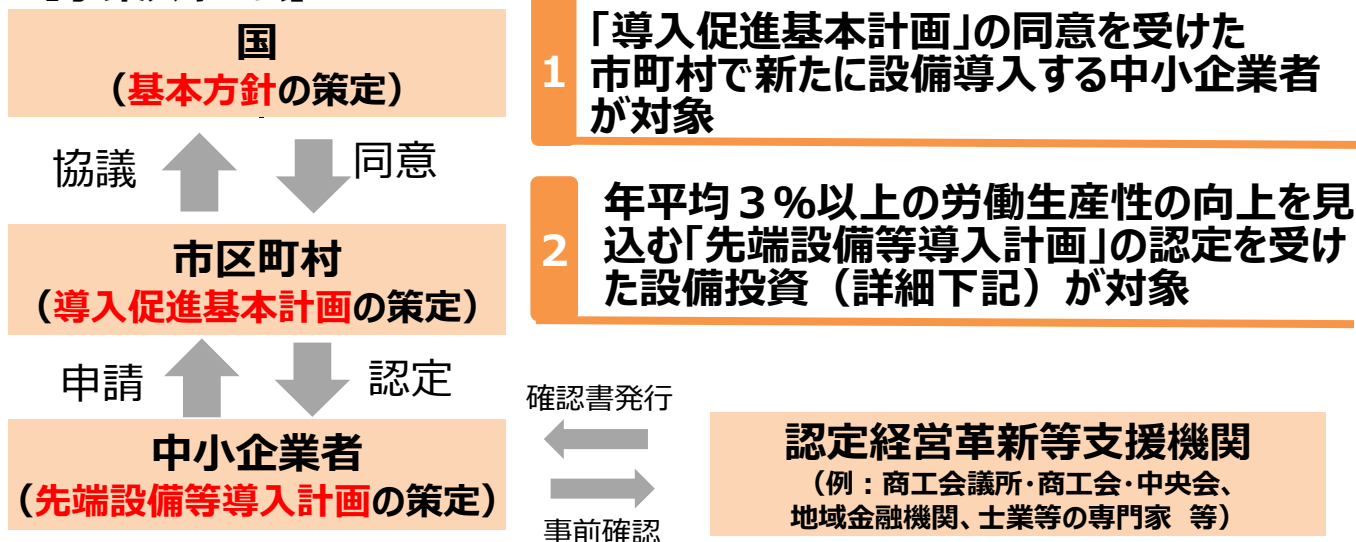 国
（基本方針の策定）
協議
同意
市区町村
（導入促進基本計画の策定）
申請
認定
中小企業者
（先端設備等導入計画の策定）
1
「導入促進基本計画」の同意を受けた
市町村で新たに設備導入する中小企業者
が対象
2
年平均３％以上の労働生産性の向上を見
込む「先端設備等導入計画」の認定を受け
た設備投資（詳細下記）が対象
確認書発行
事前確認
認定経営革新等支援機関
（例：商工会議所・商工会・中央会、
地域金融機関、士業等の専門家 等）